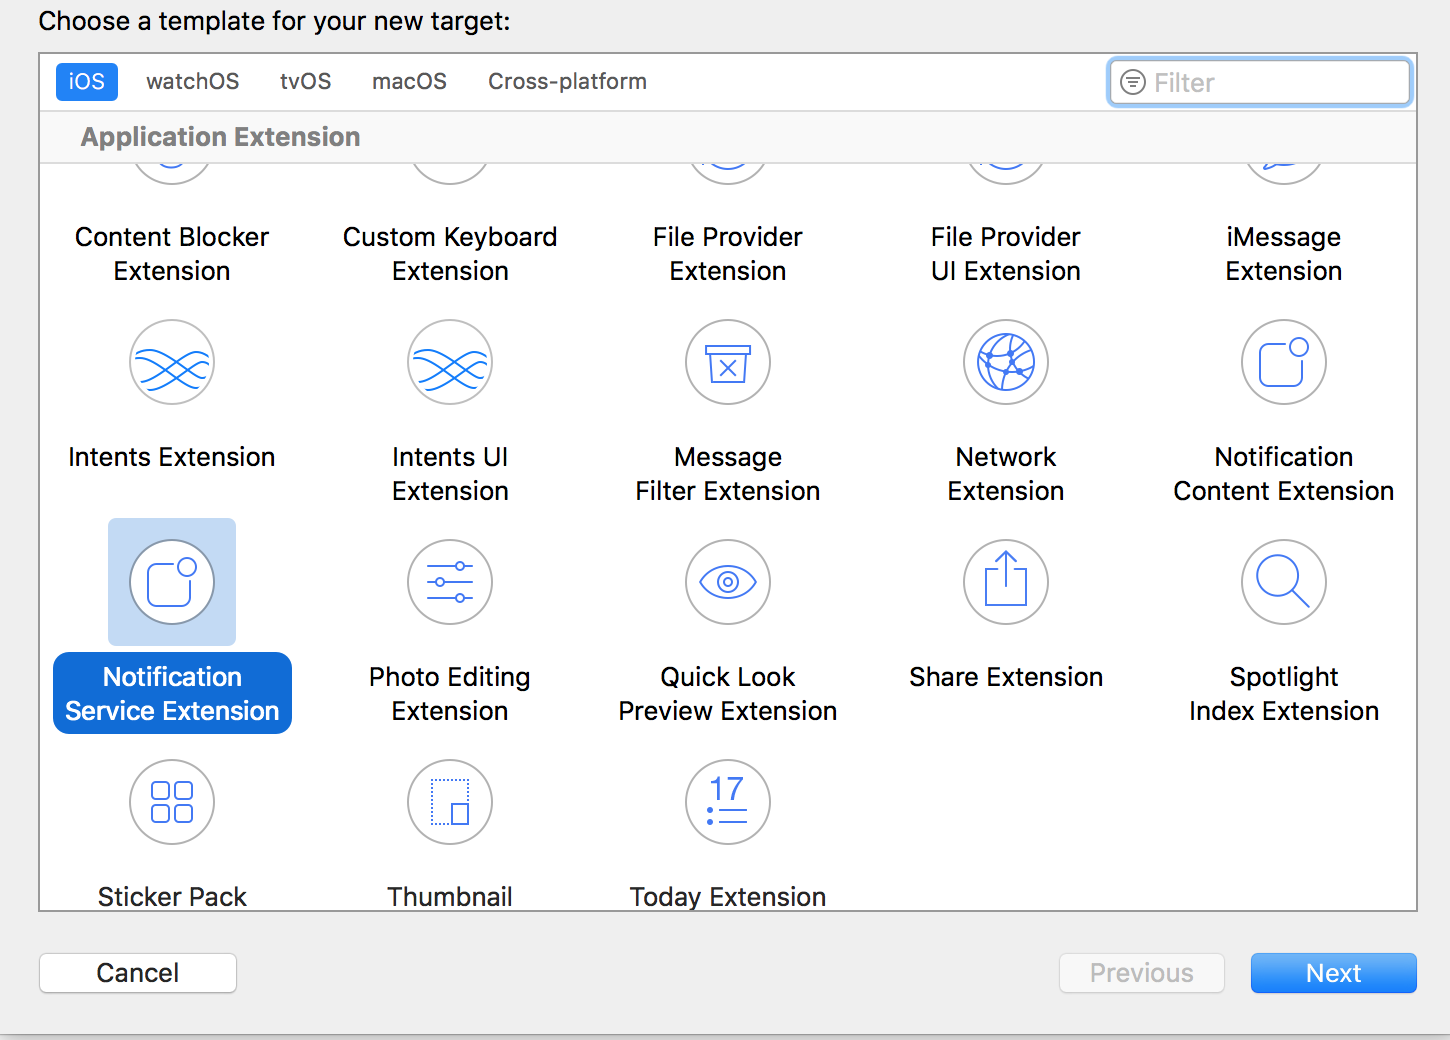 Choose a template for your new target:
iOS watchOS tvOS macOS Cross-platform Filter
Application Extension
Content Blocker Extension
Custom Keyboard Extension
File Provider Extension
File Provider UI Extension
iMessage Extension
Intents Extension
Intents UI Extension
Message Filter Extension
Network Extension
Notification Content Extension
Notification Service Extension
Photo Editing Extension
Quick Look Preview Extension
Share Extension
Spotlight Index Extension
17
Sticker Pack
Thumbnail
Today Extension
Cancel Previous Next